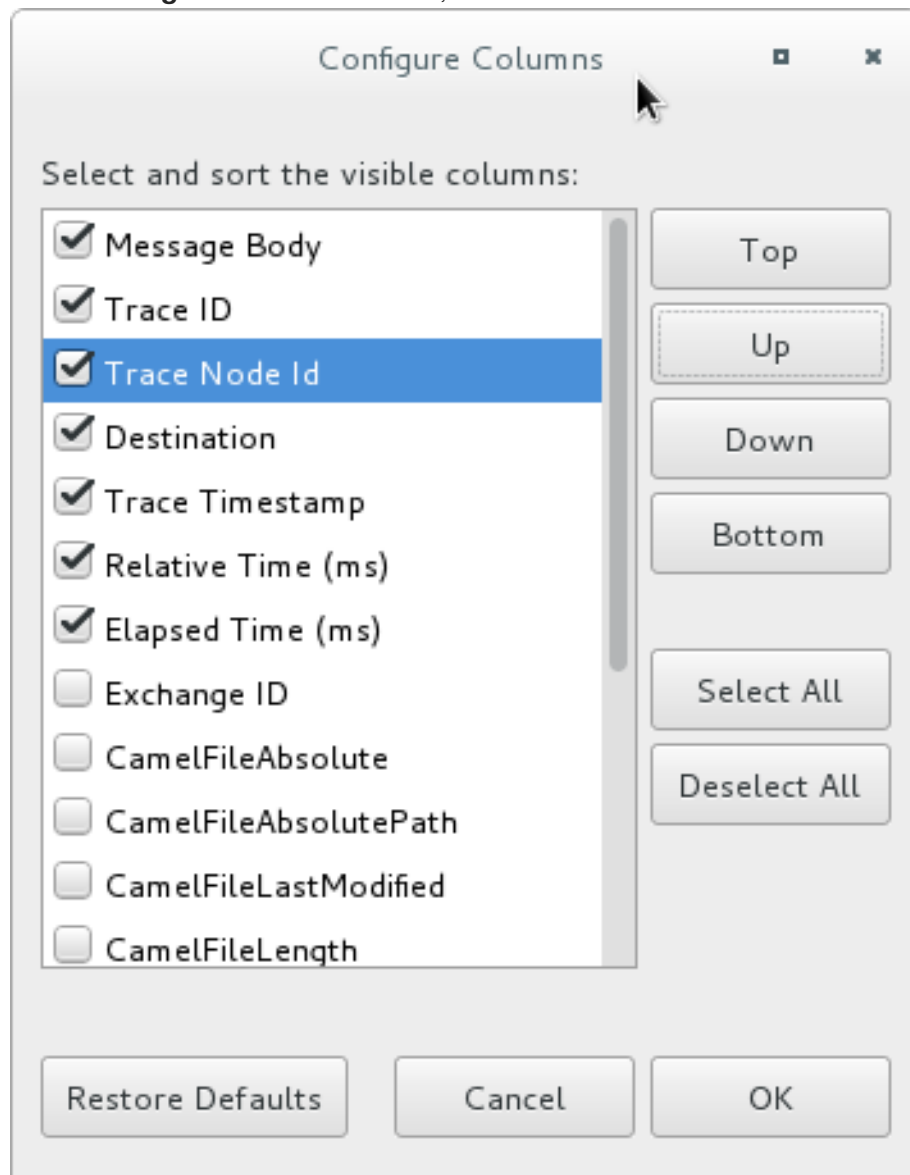 Configure Columns
Select and sort the visible columns:
Message Body
Trace ID
Trace Node Id
Destination
Trace Timestamp
Relative Time (ms)
Elapsed Time (ms)
Exchange ID
CamelFileAbsolute
CamelFileAbsolutePath
CamelFileLastModified
CamelFileLength
Top
Up
Down
Bottom
Select All
Deselect All
Restore Defaults
Cancel
OK